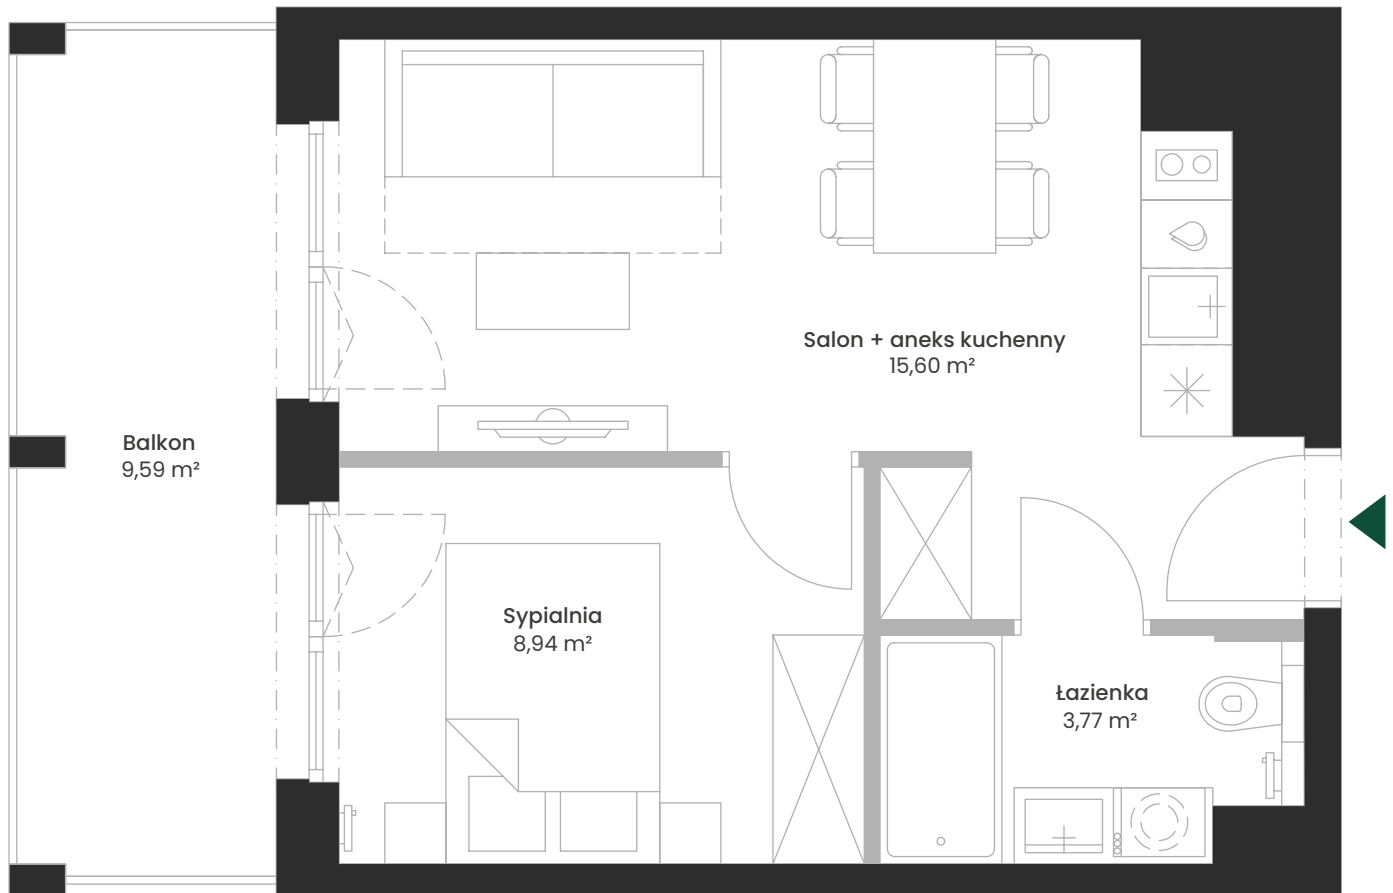 Salon + aneks kuchenny
15,60 m²
Balkon
9,59 m²
Sypialnia
8,94 m²
Łazienka
3,77 m²